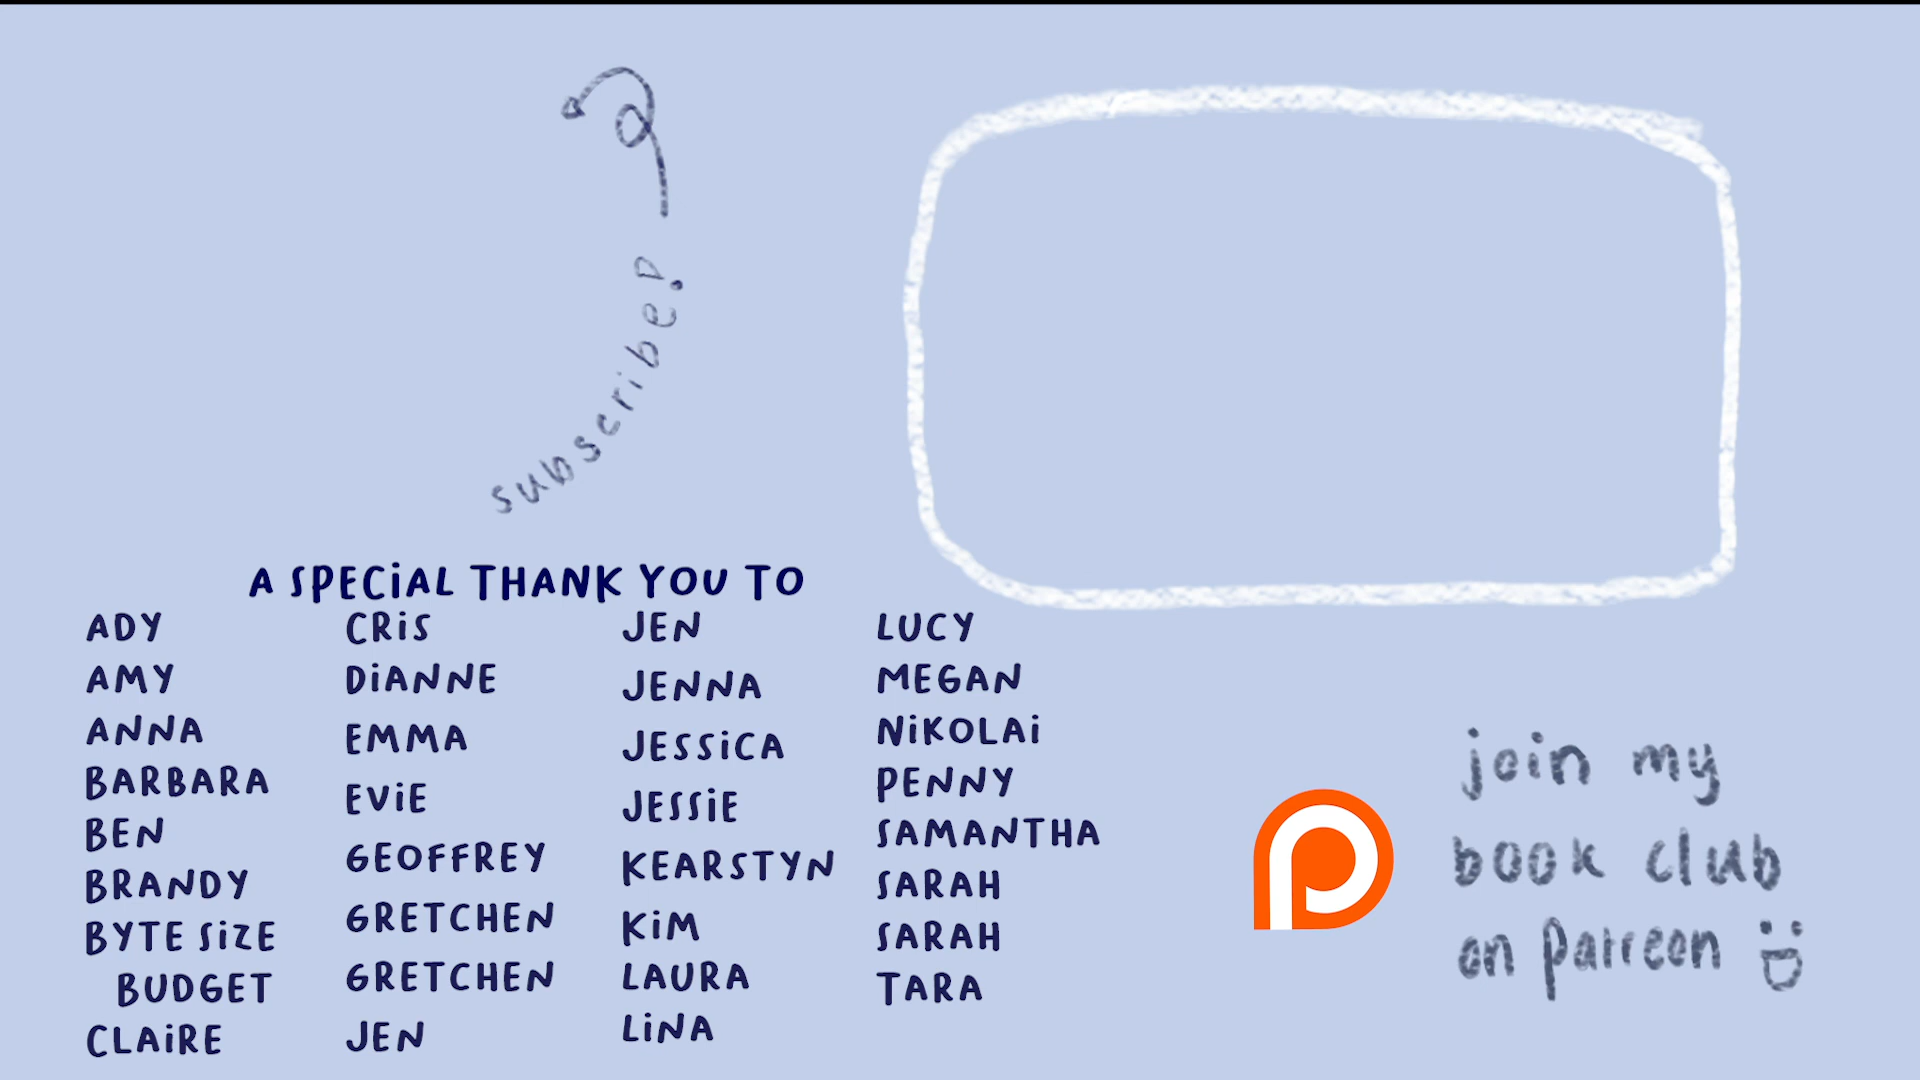 subscribe!
A SPECiAL THANK YOU TO
ADY
AMY
ANNA
BARBARA
BEN
BRANDY
BYTE SiZE
BUDGET
CLAiRE
CRiS
DiANNE
EMMA
EViE
GEOFFREY
GRETCHEN
GRETCHEN
JEN
JEN
JENNA
JESSiCA
JESSiE
KEARSTYN
KiM
LAURA
LiNA
LUCY
MEGAN
NiKOLAi
PENNY
SAMANTHA
SARAH
SARAH
TARA
join my
book club
on patreon